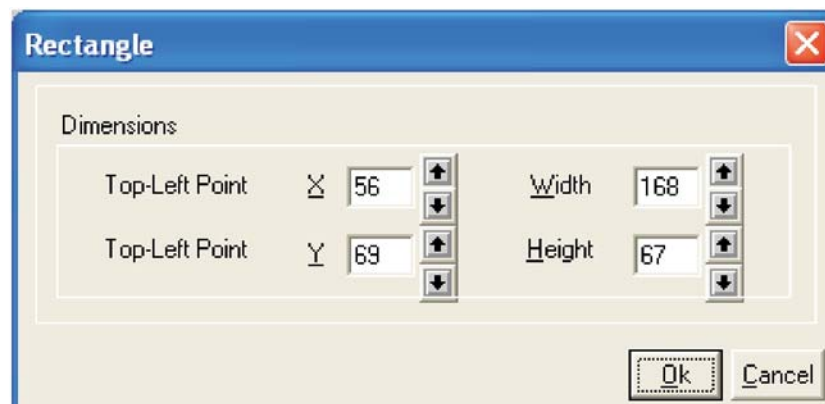 Rectangle
Dimensions
Top-Left Point X 56 Width 168
Top-Left Point Y 69 Height 67
Ok Cancel